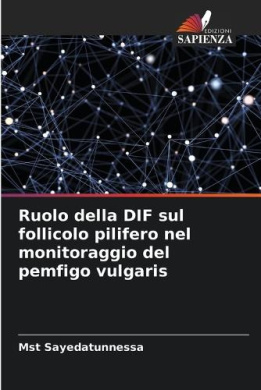 EDIZIONI
SAPIENZA
Ruolo della DIF sul
follicolo pilifero nel
monitoraggio del
pemfigo vulgaris
Mst Sayedatunnessa